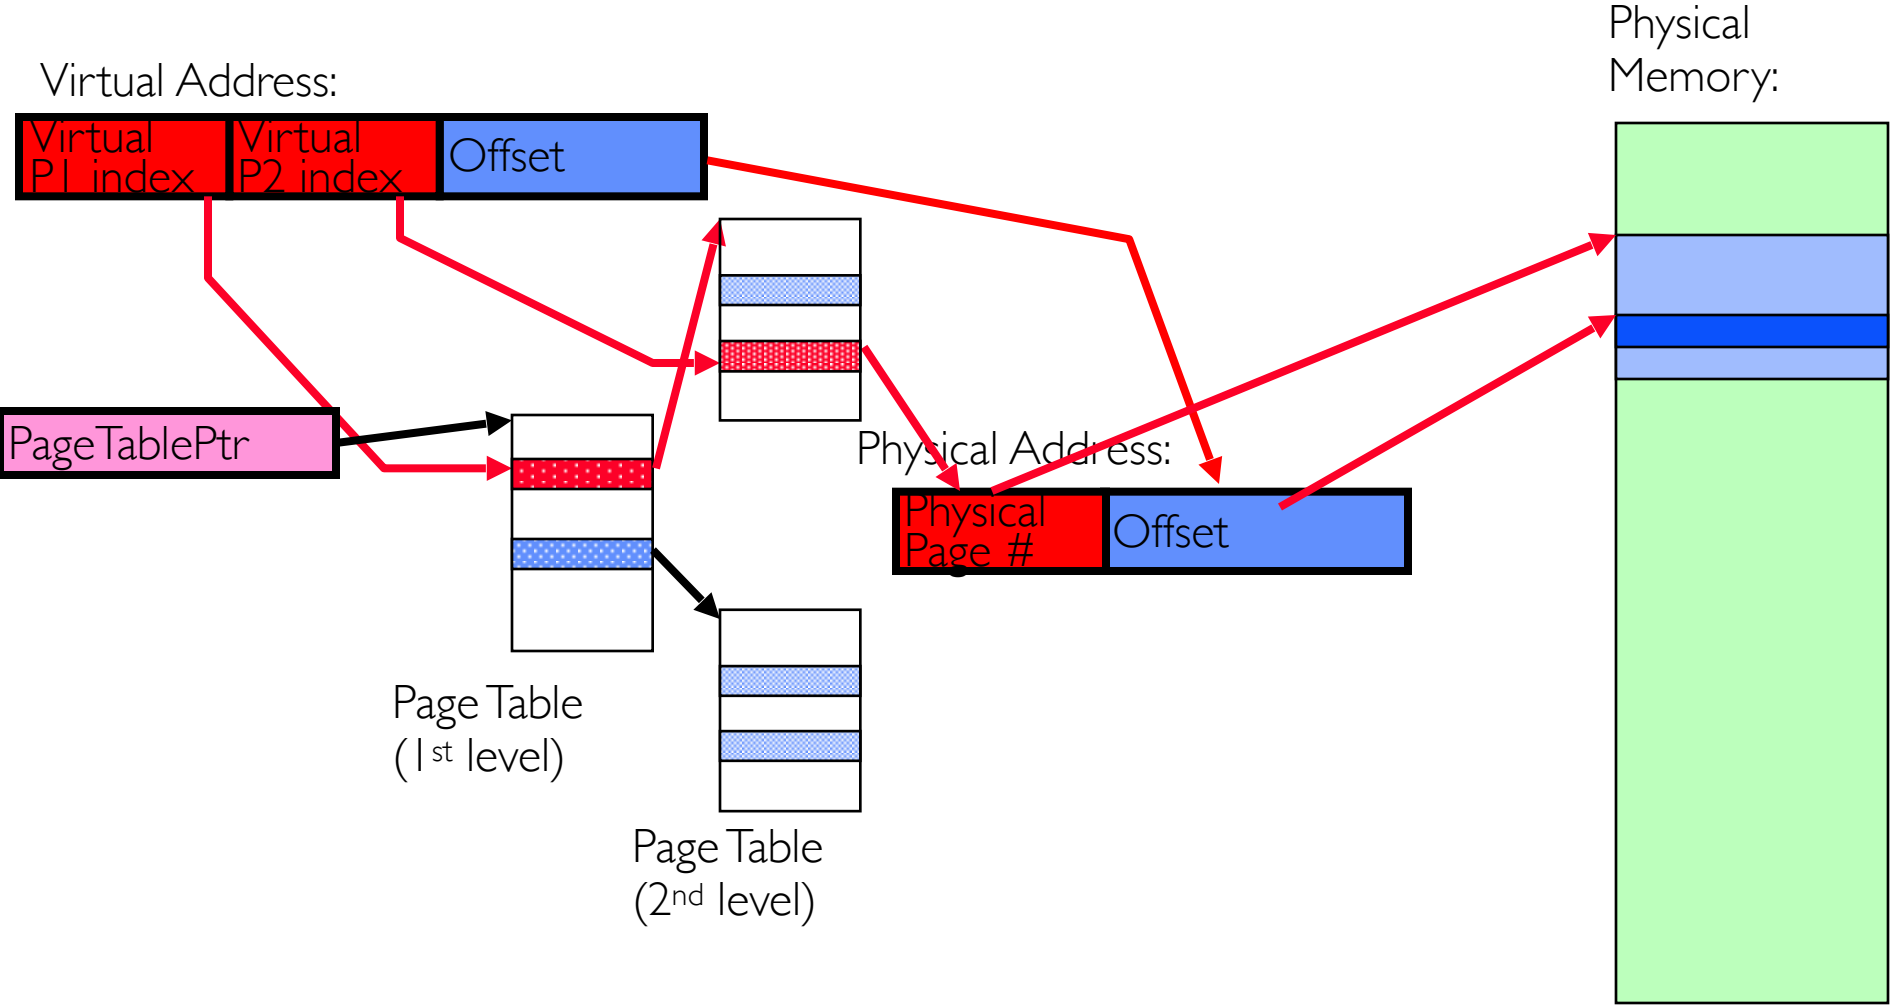 Physical
Memory:
Virtual Address:
Virtual
P1 index
Virtual
P2 index
Offset
PageTablePtr
Physical Address:
Physical
Page #
Offset
Page Table
(1st level)
Page Table
(2nd level)